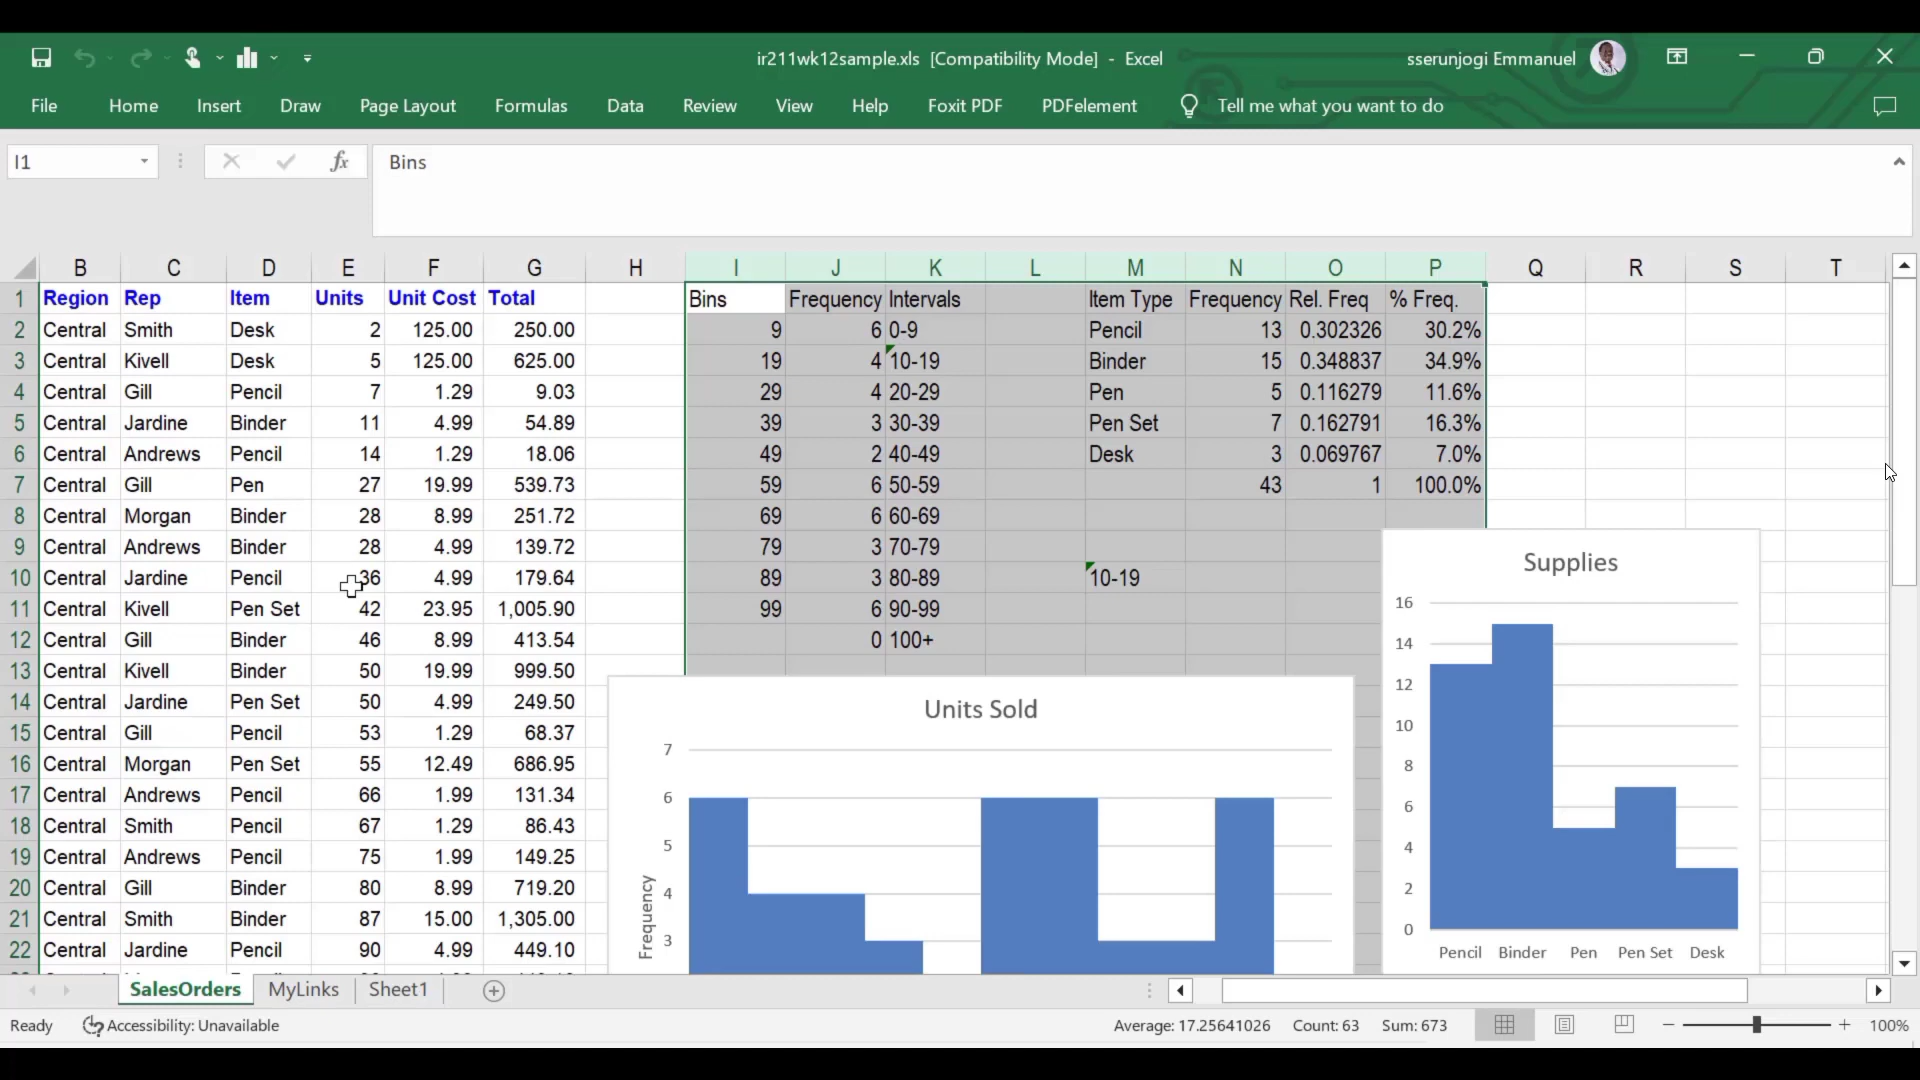 ir211wk12sample.xls [Compatibility Mode] - Excel
sserunjogi Emmanuel
File Home Insert Draw Page Layout Formulas Data Review View Help Foxit PDF PDFelement Tell me what you want to do
I1 fx Bins
B C D E F G H I J K L M N O P Q R S T
1 Region Rep Item Units Unit Cost Total Bins Frequency Intervals Item Type Frequency Rel. Freq % Freq.
2 Central Smith Desk 2 125.00 250.00 9 6 0-9 Pencil 13 0.302326 30.2%
3 Central Kivell Desk 5 125.00 625.00 19 4 10-19 Binder 15 0.348837 34.9%
4 Central Gill Pencil 7 1.29 9.03 29 4 20-29 Pen 5 0.116279 11.6%
5 Central Jardine Binder 11 4.99 54.89 39 3 30-39 Pen Set 7 0.162791 16.3%
6 Central Andrews Pencil 14 1.29 18.06 49 2 40-49 Desk 3 0.069767 7.0%
7 Central Gill Pen 27 19.99 539.73 59 6 50-59 43 1 100.0%
8 Central Morgan Binder 28 8.99 251.72 69 6 60-69
9 Central Andrews Binder 28 4.99 139.72 79 3 70-79
10 Central Jardine Pencil 36 4.99 179.64 89 3 80-89 10-19
11 Central Kivell Pen Set 42 23.95 1,005.90 99 6 90-99
12 Central Gill Binder 46 8.99 413.54 0 100+
13 Central Kivell Binder 50 19.99 999.50
14 Central Jardine Pen Set 50 4.99 249.50
15 Central Gill Pencil 53 1.29 68.37
16 Central Morgan Pen Set 55 12.49 686.95
17 Central Andrews Pencil 66 1.99 131.34
18 Central Smith Pencil 67 1.29 86.43
19 Central Andrews Pencil 75 1.99 149.25
20 Central Gill Binder 80 8.99 719.20
21 Central Smith Binder 87 15.00 1,305.00
22 Central Jardine Pencil 90 4.99 449.10
Units Sold
7
6
5
4
3
Frequency
Supplies
16
14
12
10
8
6
4
2
0
Pencil Binder Pen Pen Set Desk
SalesOrders MyLinks Sheet1
Ready Accessibility: Unavailable Average: 17.25641026 Count: 63 Sum: 673 100%